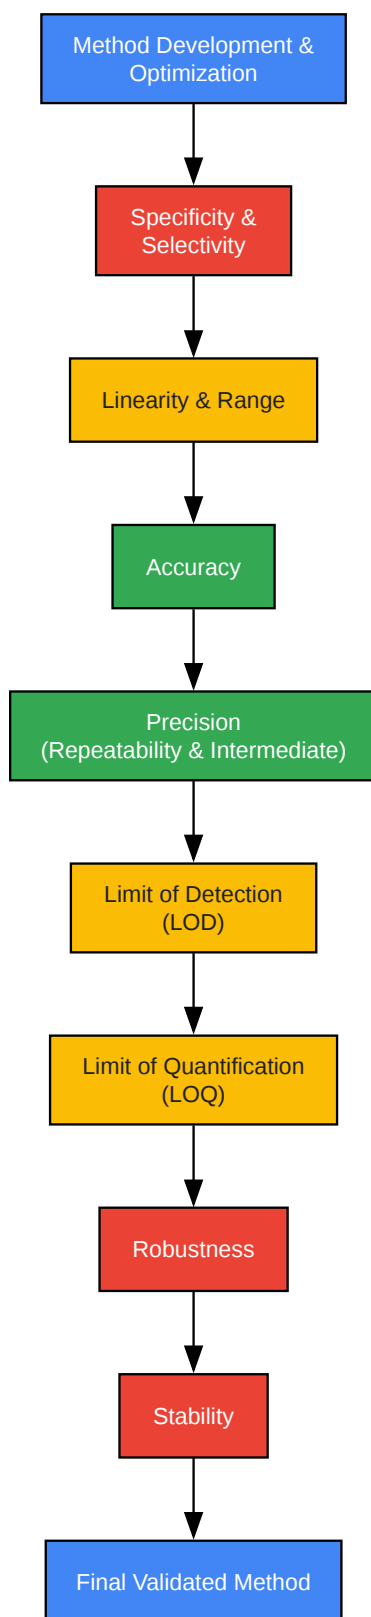 Method Development &
Optimization
Specificity &
Selectivity
Linearity & Range
Accuracy
Precision
(Repeatability & Intermediate)
Limit of Detection
(LOD)
Limit of Quantification
(LOQ)
Robustness
Stability
Final Validated Method